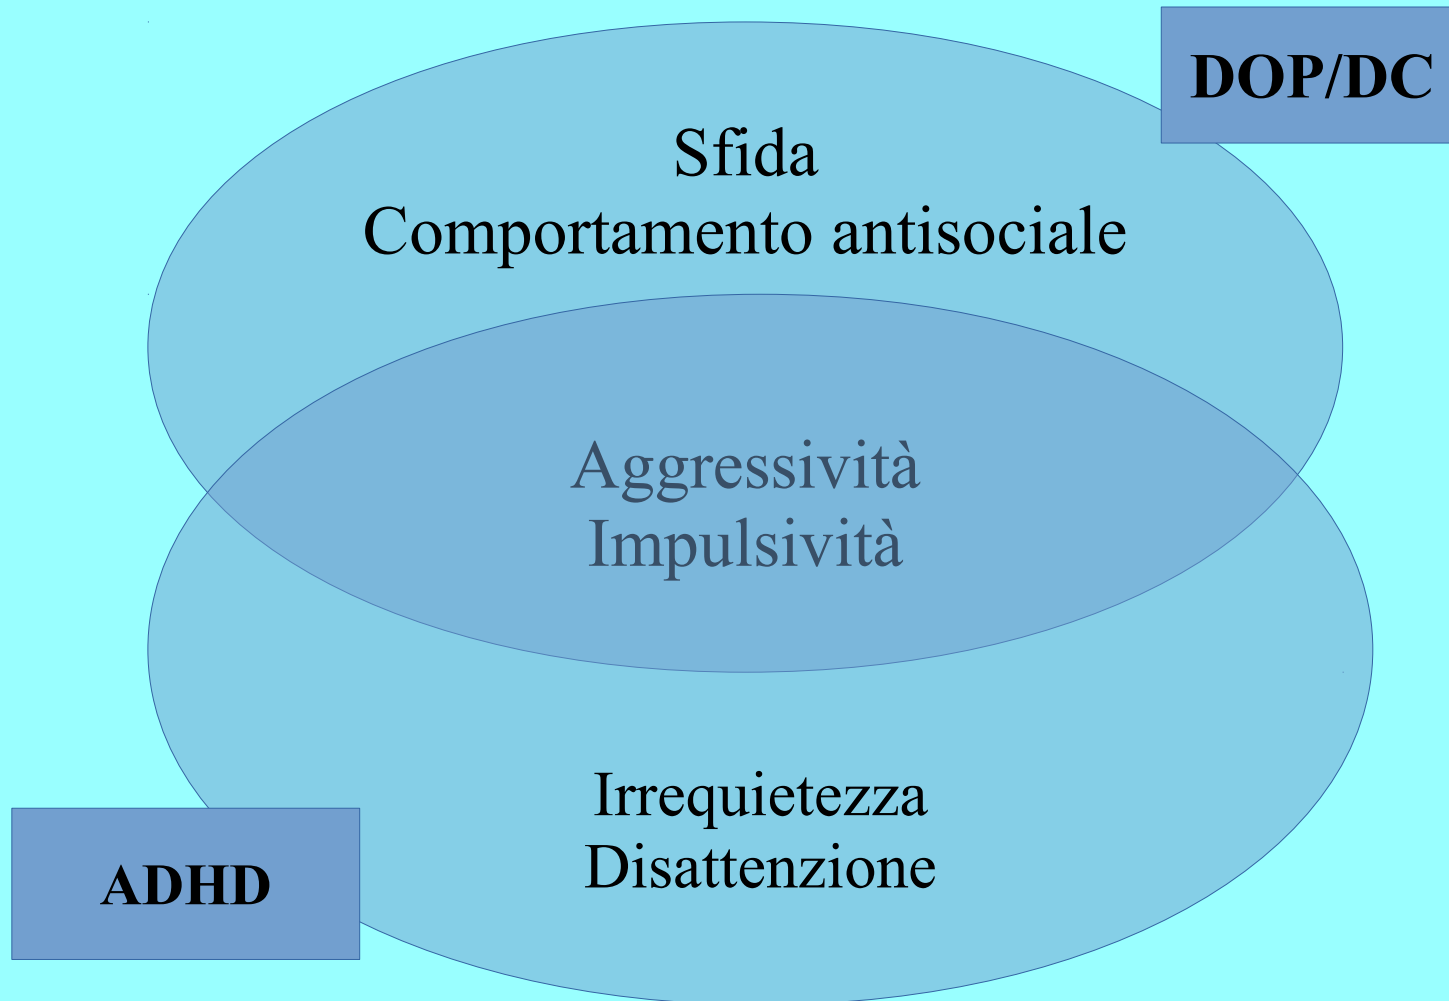 DOP/DC
Sfida
Comportamento antisociale
Aggressività
Impulsività
Irrequietezza
Disattenzione
ADHD